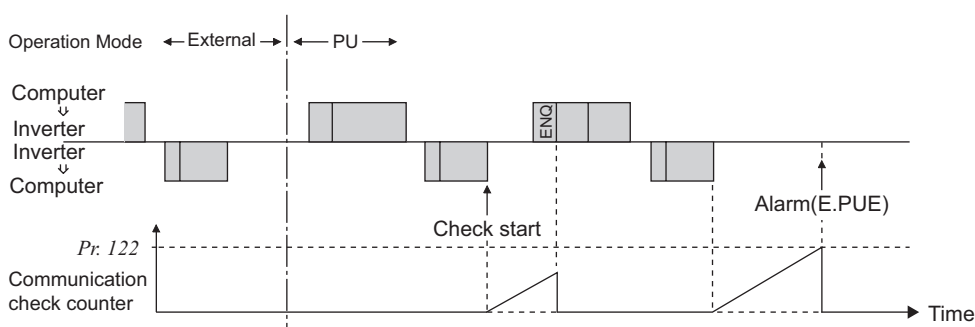 Operation Mode
External
PU
Computer
Inverter
Inverter
Computer
ENQ
Check start
Alarm(E.PUE)
Pr. 122
Communication
check counter
Time